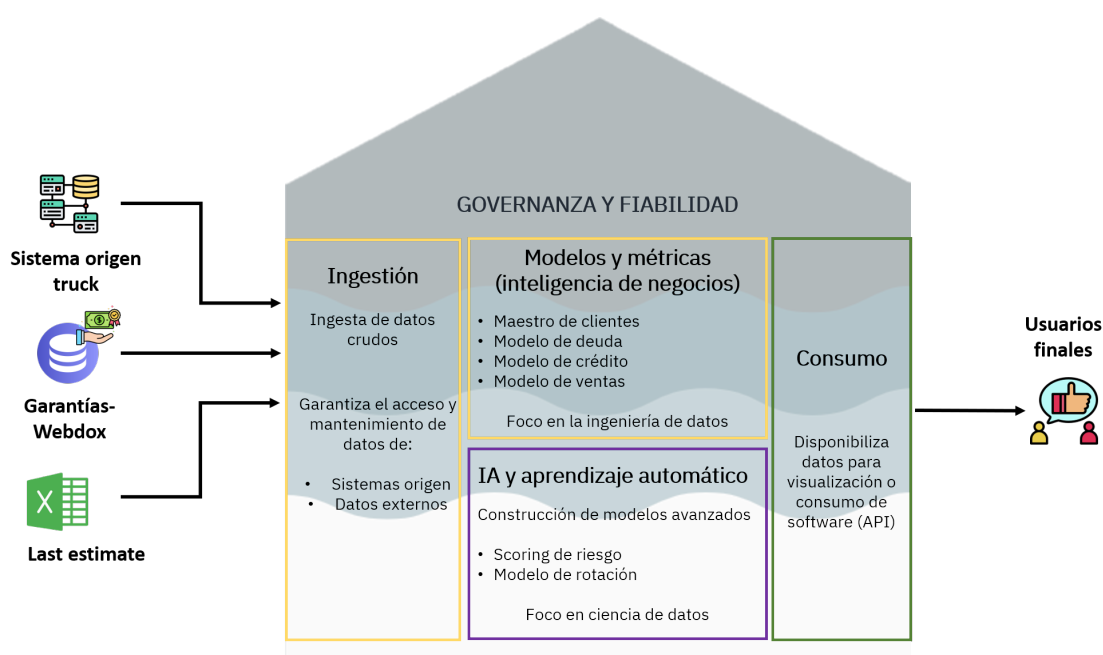 GOVERNANZA Y FIABILIDAD
Sistema origen
truck
Garantías-
Webdox
Last estimate
Ingestión
Ingesta de datos
crudos
Garantiza el acceso y
mantenimiento de
datos de:
• Sistemas origen
• Datos externos
Modelos y métricas
(inteligencia de negocios)
• Maestro de clientes
• Modelo de deuda
• Modelo de crédito
• Modelo de ventas
Foco en la ingeniería de datos
IA y aprendizaje automático
Construcción de modelos avanzados
• Scoring de riesgo
• Modelo de rotación
Foco en ciencia de datos
Consumo
Disponibiliza
datos para
visualización o
consumo de
software (API)
Usuarios
finales